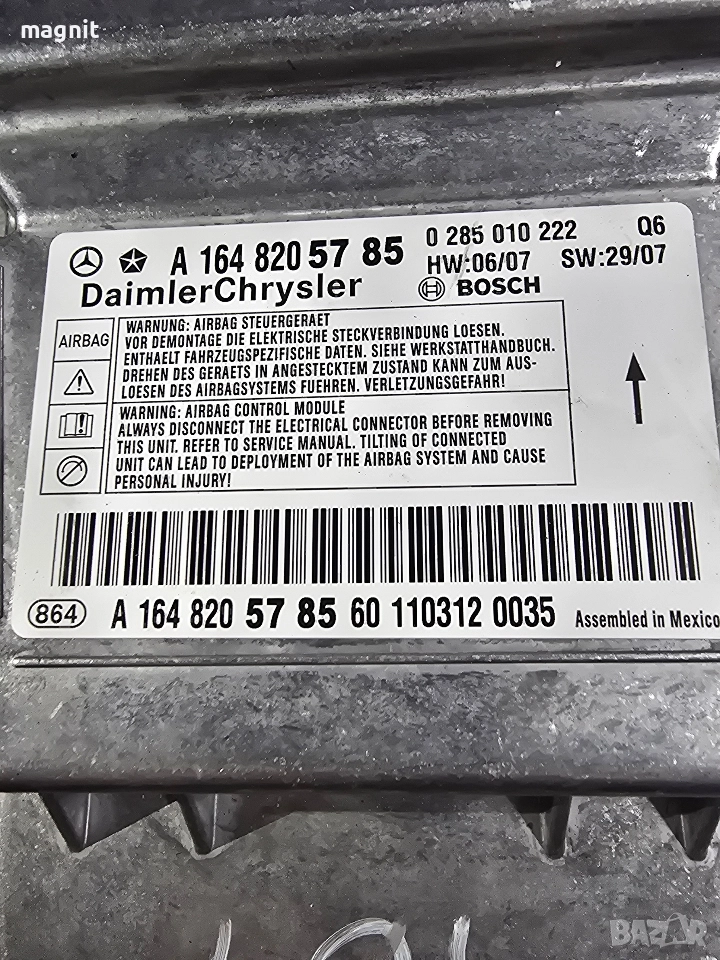 magnit
A 164 820 57 85
0 285 010 222
Q6
HW:06/07 SW:29/07
DaimlerChrysler
BOSCH
AIRBAG
WARNUNG: AIRBAG STEUERGERAET
VOR DEMONTAGE DIE ELEKTRISCHE STECKVERBINDUNG LOESEN.
ENTHAELT FAHRZEUGSPEZIFISCHE DATEN. SIEHE WERKSTATTHANDBUCH.
DREHEN DES GERAETS IN ANGESTECKTEM ZUSTAND KANN ZUM AUS-
LOESEN DES AIRBAGSYSTEMS FUEHREN. VERLETZUNGSGEFAHR!
WARNING: AIRBAG CONTROL MODULE
ALWAYS DISCONNECT THE ELECTRICAL CONNECTOR BEFORE REMOVING
THIS UNIT. REFER TO SERVICE MANUAL. TILTING OF CONNECTED
UNIT CAN LEAD TO DEPLOYMENT OF THE AIRBAG SYSTEM AND CAUSE
PERSONAL INJURY!
864 A 164 820 57 85 60 110312 0035 Assembled in Mexico
BAZAR